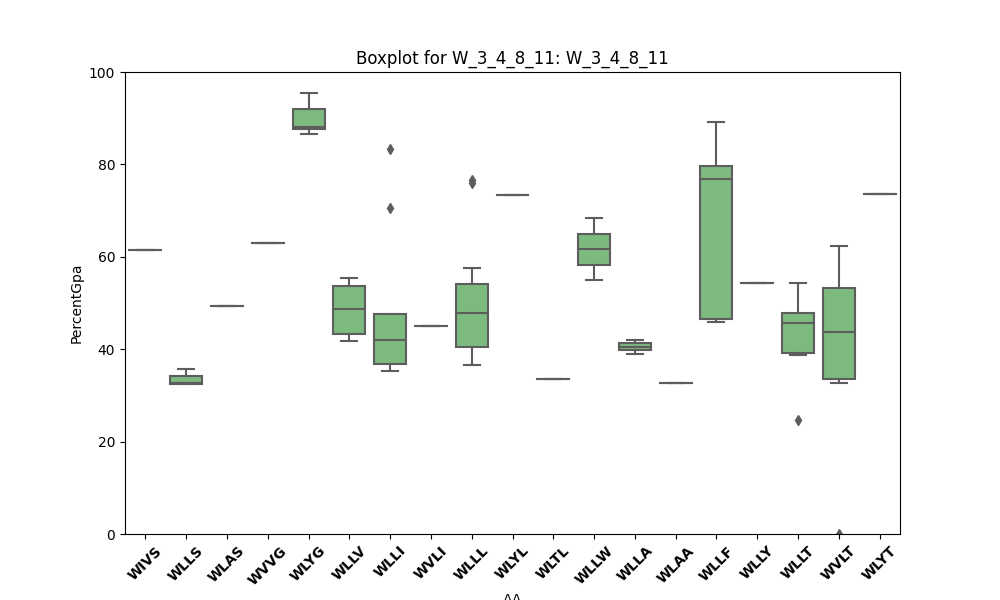 Boxplot for W_3_4_8_11: W_3_4_8_11
PercentGpa
100
80
60
40
20
0
WIVS WLLS WLAS WVVG WLYG WLLV WLLI WVLI WLLL WLYL WLTL WLLW WLLA WLAA WLLF WLLY WLLT WVLT WLYT
AA